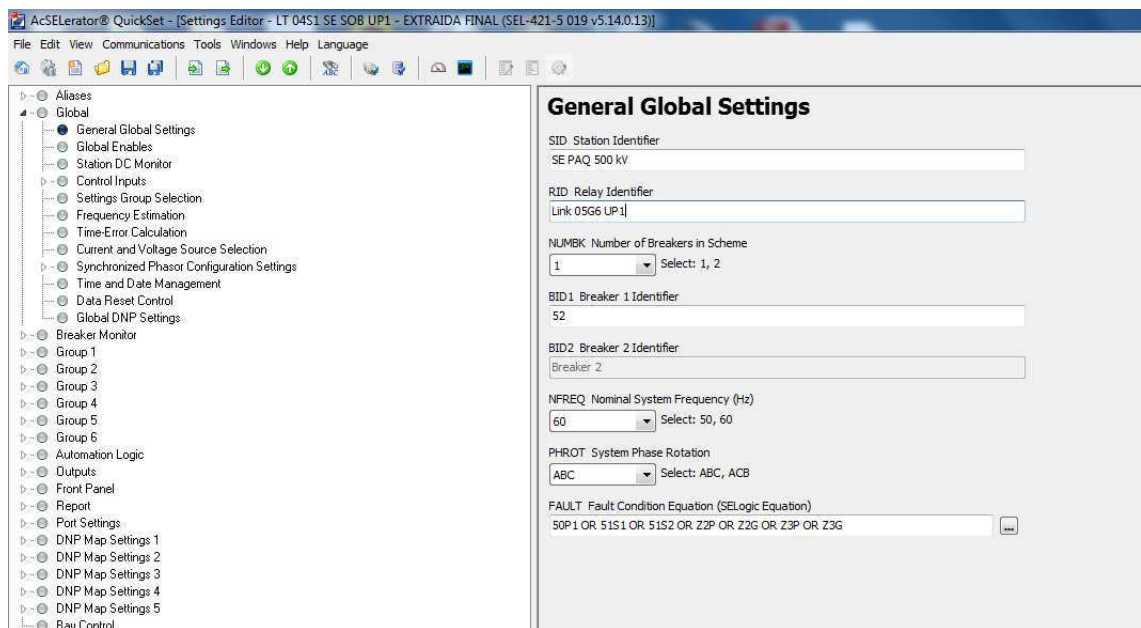 AcSELerator® QuickSet - [Settings Editor - LT 04S1 SE SOB UP1 - EXTRAIDA FINAL (SEL-421-5 019 v5.14.0.13)]
File Edit View Communications Tools Windows Help Language
Aliases
Global
General Global Settings
Global Enables
Station DC Monitor
Control Inputs
Settings Group Selection
Frequency Estimation
Time-Error Calculation
Current and Voltage Source Selection
Synchronized Phasor Configuration Settings
Time and Date Management
Data Reset Control
Global DNP Settings
Breaker Monitor
Group 1
Group 2
Group 3
Group 4
Group 5
Group 6
Automation Logic
Outputs
Front Panel
Report
Port Settings
DNP Map Settings 1
DNP Map Settings 2
DNP Map Settings 3
DNP Map Settings 4
DNP Map Settings 5
Bay Control
General Global Settings
SID Station Identifier
SE PAQ 500 kV
RID Relay Identifier
Link 05G6 UP1
NUMBK Number of Breakers in Scheme
1 Select: 1, 2
BID1 Breaker 1 Identifier
52
BID2 Breaker 2 Identifier
Breaker 2
NFREQ Nominal System Frequency (Hz)
60 Select: 50, 60
PHROT System Phase Rotation
ABC Select: ABC, ACB
FAULT Fault Condition Equation (SELogic Equation)
50P1 OR 51S1 OR 51S2 OR Z2P OR Z2G OR Z3P OR Z3G
...